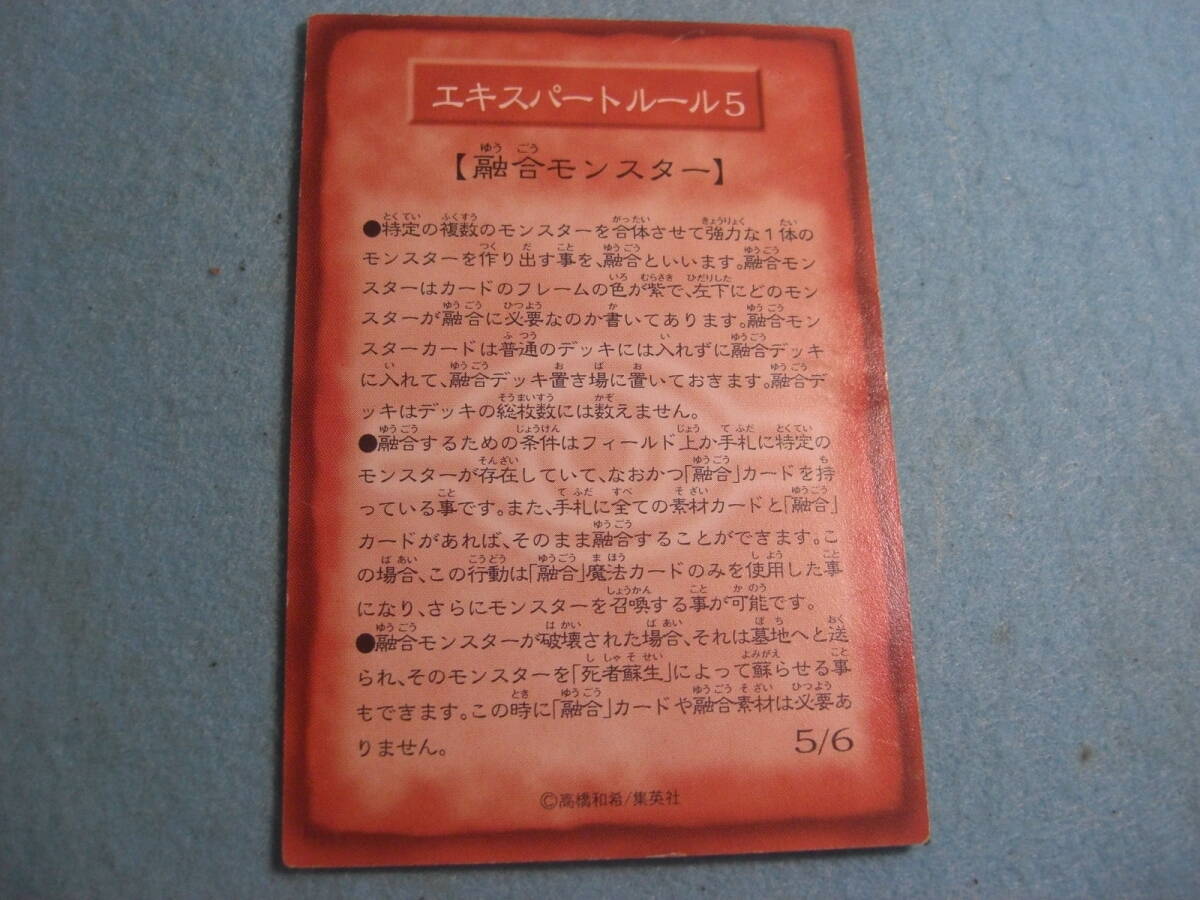 エキスパートルール5
【融合モンスター】
●特定の複数のモンスターを合体させて強力な1体の
モンスターを作り出す事を、融合といいます。融合モン
スターはカードのフレームの色が紫で、左下にどのモン
スターが融合に必要なのか書いてあります。融合モン
スターカードは普通のデッキには入れずに融合デッキ
に入れて、融合デッキ置き場に置いておきます。融合デ
ッキはデッキの総枚数には数えません。
●融合するための条件はフィールド上か手札に特定の
モンスターが存在していて、なおかつ「融合」カードを持
っている事です。また、手札に全ての素材カードと「融合」
カードがあれば、そのまま融合することができます。こ
の場合、この行動は「融合」魔法カードのみを使用した事
になり、さらにモンスターを召喚する事が可能です。
●融合モンスターが破壊された場合、それは墓地へと送
られ、そのモンスターを「死者蘇生」によって蘇らせる事
もできます。この時に「融合」カードや融合素材は必要あ
りません。
5/6
©高橋和希/集英社